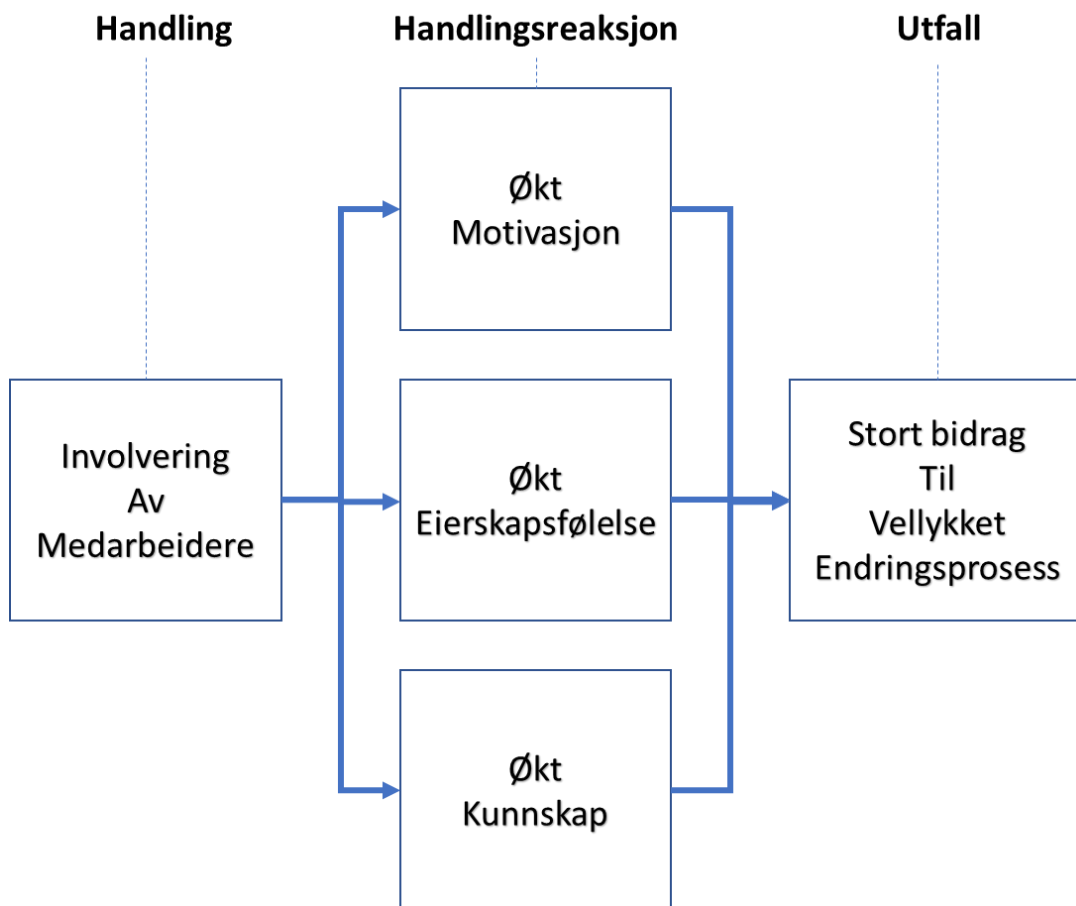 Handling
Handlingsreaksjon
Utfall
Økt
Motivasjon
Involvering
Av
Medarbeidere
Økt
Eierskapsfølelse
Stort bidrag
Til
Vellykket
Endringsprosess
Økt
Kunnskap